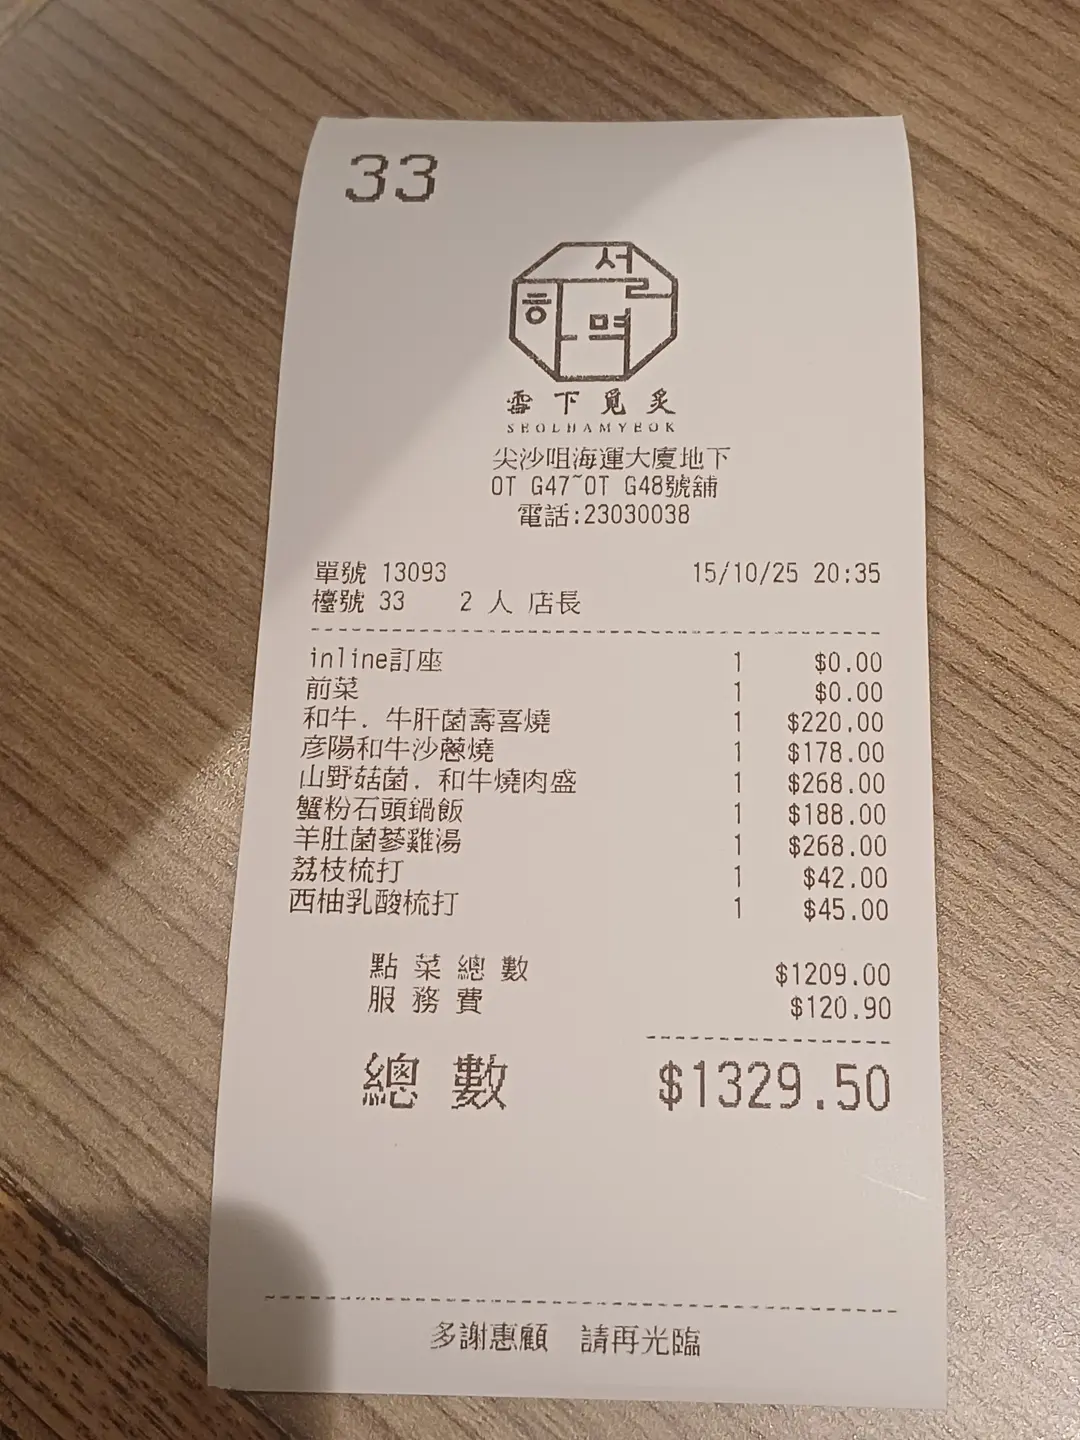 33
설
하 멱
雪下覓炙
SEOLHAMYEOK
尖沙咀海運大廈地下
OT G47~OT G48號舖
電話:23030038
單號 13093 15/10/25 20:35
檯號 33 2 人 店長
inline訂座 1 $0.00
前菜 1 $0.00
和牛. 牛肝菌壽喜燒 1 $220.00
彥陽和牛沙蔥燒 1 $178.00
山野菇菌. 和牛燒肉盛 1 $268.00
蟹粉石頭鍋飯 1 $188.00
羊肚菌蔘雞湯 1 $268.00
荔枝梳打 1 $42.00
西柚乳酸梳打 1 $45.00
點菜總數 $1209.00
服務費 $120.90
總數 $1329.50
多謝惠顧 請再光臨